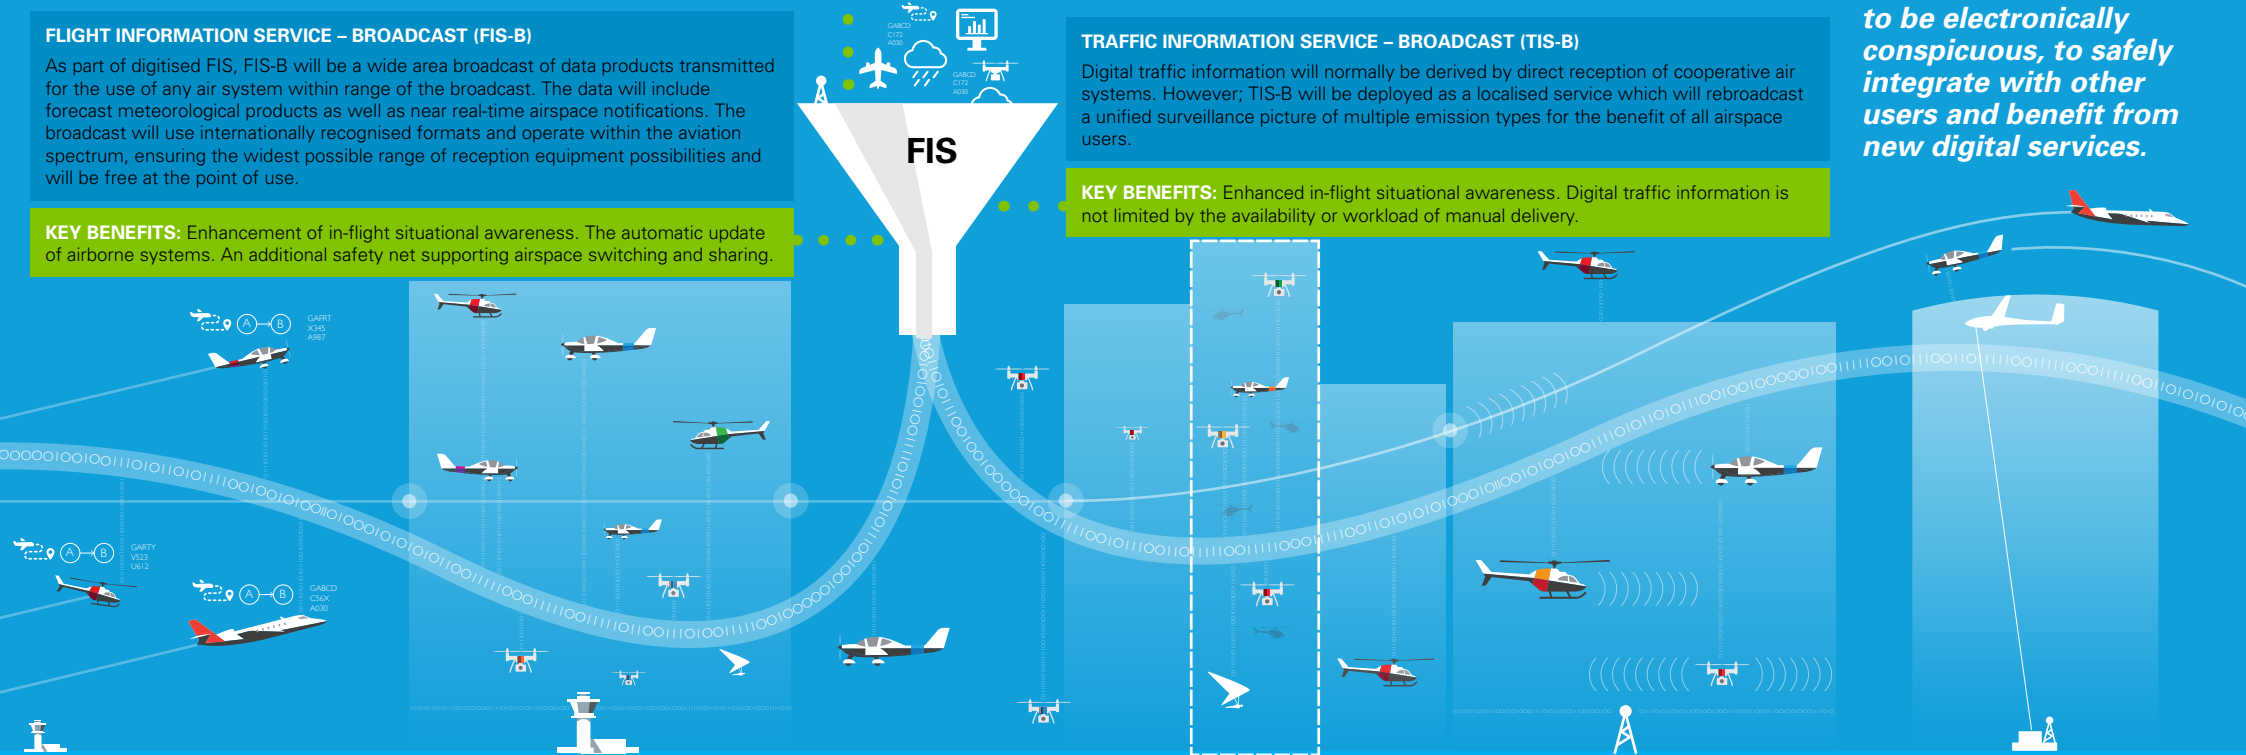 FLIGHT INFORMATION SERVICE – BROADCAST (FIS-B)
As part of digitised FIS, FIS-B will be a wide area broadcast of data products transmitted
for the use of any air system within range of the broadcast. The data will include
forecast meteorological products as well as near real-time airspace notifications. The
broadcast will use internationally recognised formats and operate within the aviation
spectrum, ensuring the widest possible range of reception equipment possibilities and
will be free at the point of use.
KEY BENEFITS: Enhancement of in-flight situational awareness. The automatic update
of airborne systems. An additional safety net supporting airspace switching and sharing.
GABCD
C172
A030
GABCD
C172
A030
FIS
TRAFFIC INFORMATION SERVICE – BROADCAST (TIS-B)
Digital traffic information will normally be derived by direct reception of cooperative air
systems. However; TIS-B will be deployed as a localised service which will rebroadcast
a unified surveillance picture of multiple emission types for the benefit of all airspace
users.
KEY BENEFITS: Enhanced in-flight situational awareness. Digital traffic information is
not limited by the availability or workload of manual delivery.
to be electronically
conspicuous, to safely
integrate with other
users and benefit from
new digital services.
A B
GAFRT
X345
A987
A B
GARTY
V523
U612
A B
GABCD
C56X
A030